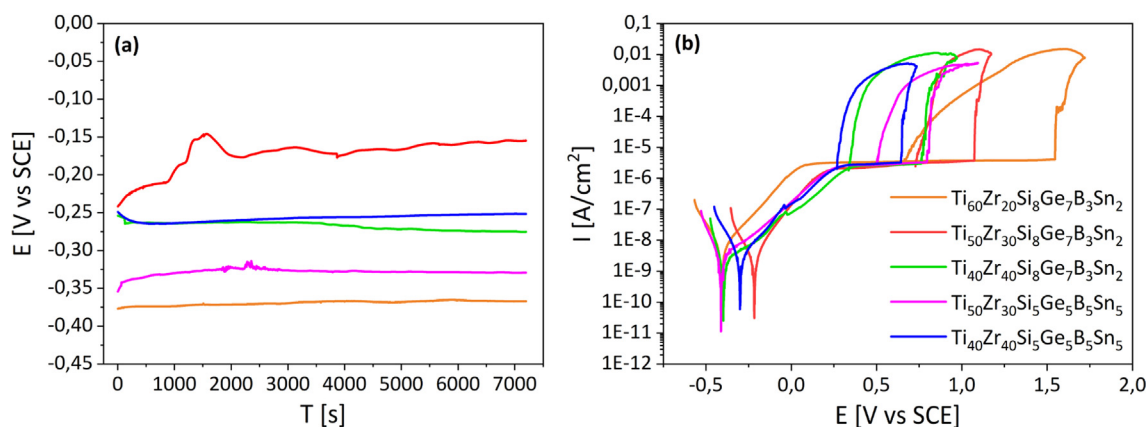 (a)
0,00
-0,05
-0,10
-0,15
-0,20
-0,25
-0,30
-0,35
-0,40
-0,45
E [V vs SCE]
0 1000 2000 3000 4000 5000 6000 7000
T [s]
(b)
0,1
0,01
0,001
1E-4
1E-5
1E-6
1E-7
1E-8
1E-9
1E-10
1E-11
1E-12
I [A/cm²]
Ti₆₀Zr₂₀Si₈Ge₇B₃Sn₂
Ti₅₀Zr₃₀Si₈Ge₇B₃Sn₂
Ti₄₀Zr₄₀Si₈Ge₇B₃Sn₂
Ti₅₀Zr₃₀Si₅Ge₅B₅Sn₅
Ti₄₀Zr₄₀Si₅Ge₅B₅Sn₅
-0,5 0,0 0,5 1,0 1,5 2,0
E [V vs SCE]